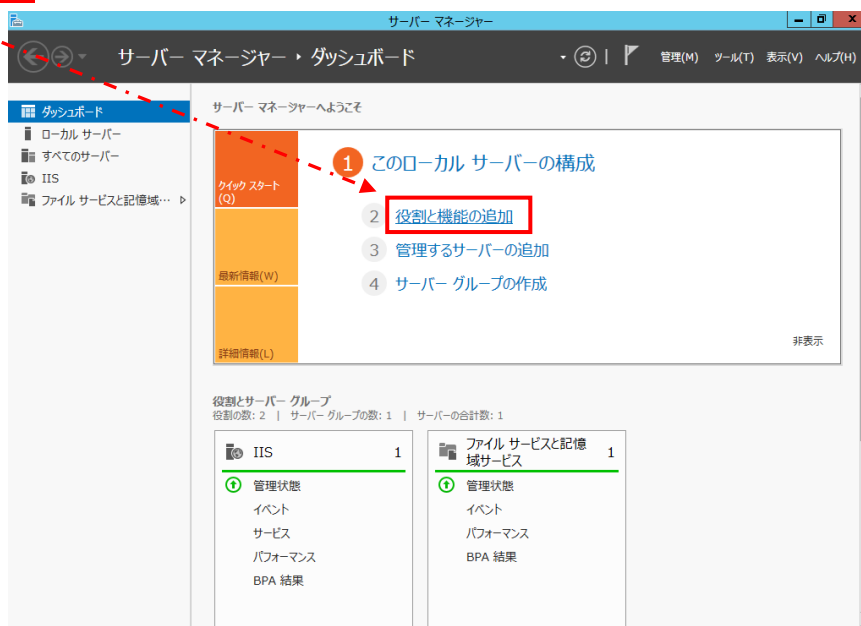 サーバー マネージャー
サーバー マネージャー ・ ダッシュボード
管理(M) ツール(T) 表示(V) ヘルプ(H)
ダッシュボード
ローカル サーバー
すべてのサーバー
IIS
ファイル サービスと記憶域…
サーバー マネージャーへようこそ
クイック スタート
(Q)
最新情報(W)
詳細情報(L)
1 このローカル サーバーの構成
2 役割と機能の追加
3 管理するサーバーの追加
4 サーバー グループの作成
非表示
役割とサーバー グループ
役割の数: 2 | サーバー グループの数: 1 | サーバーの合計数: 1
IIS 1
管理状態
イベント
サービス
パフォーマンス
BPA 結果
ファイル サービスと記憶
域サービス 1
管理状態
イベント
パフォーマンス
BPA 結果